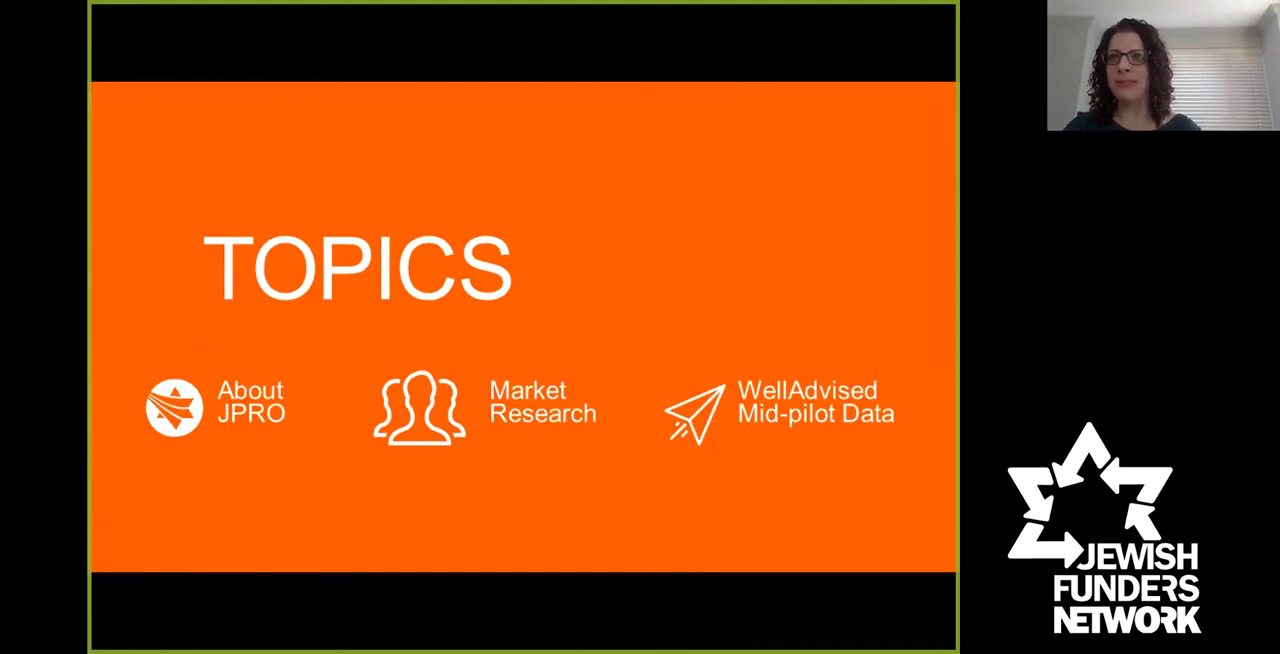 TOPICS
About
JPRO
Market
Research
WellAdvised
Mid-pilot Data
JEWISH
FUNDERS
NETWORK